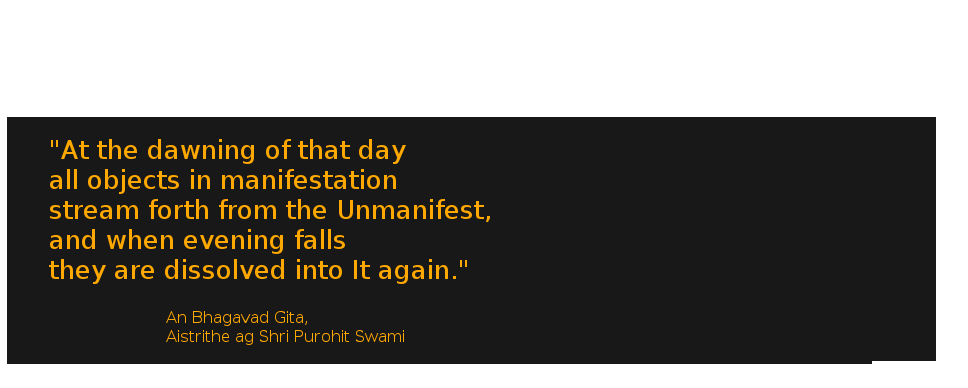 "At the dawning of that day
all objects in manifestation
stream forth from the Unmanifest,
and when evening falls
they are dissolved into It again."
An Bhagavad Gita,
Aistrithe ag Shri Purohit Swami